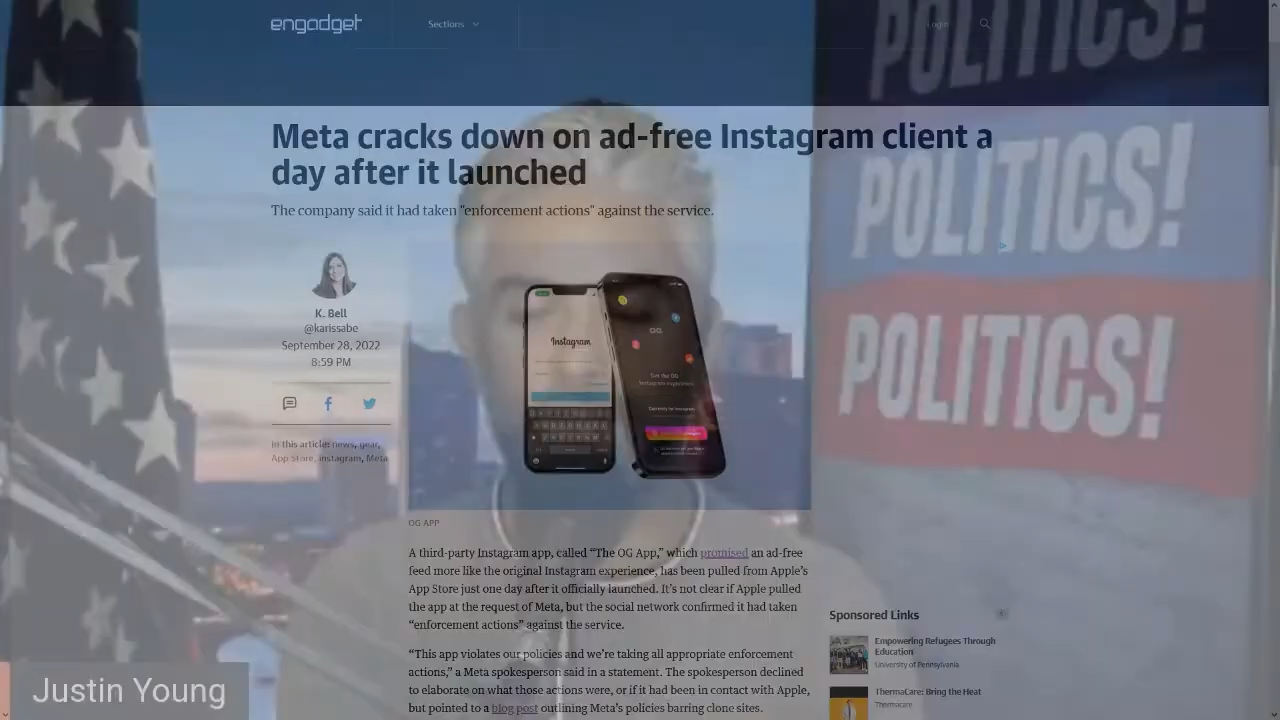 engadget
Sections
Login
POLITICS!
POLITICS!
POLITICS!
Meta cracks down on ad-free Instagram client a
day after it launched
The company said it had taken "enforcement actions" against the service.
K. Bell
@karissabe
September 28, 2022
8:59 PM
In this article: news, gear,
App Store, instagram, Meta
Instagram
OG
OG APP
A third-party Instagram app, called “The OG App,” which promised an ad-free
feed more like the original Instagram experience, has been pulled from Apple’s
App Store just one day after it officially launched. It’s not clear if Apple pulled
the app at the request of Meta, but the social network confirmed it had taken
“enforcement actions” against the service.
“This app violates our policies and we’re taking all appropriate enforcement
actions,” a Meta spokesperson said in a statement. The spokesperson declined
to elaborate on what those actions were, or if it had been in contact with Apple,
but pointed to a blog post outlining Meta’s policies barring clone sites.
Sponsored Links
Empowering Refugees Through
Education
University of Pennsylvania
ThermaCare: Bring the Heat
Thermacare
Justin Young